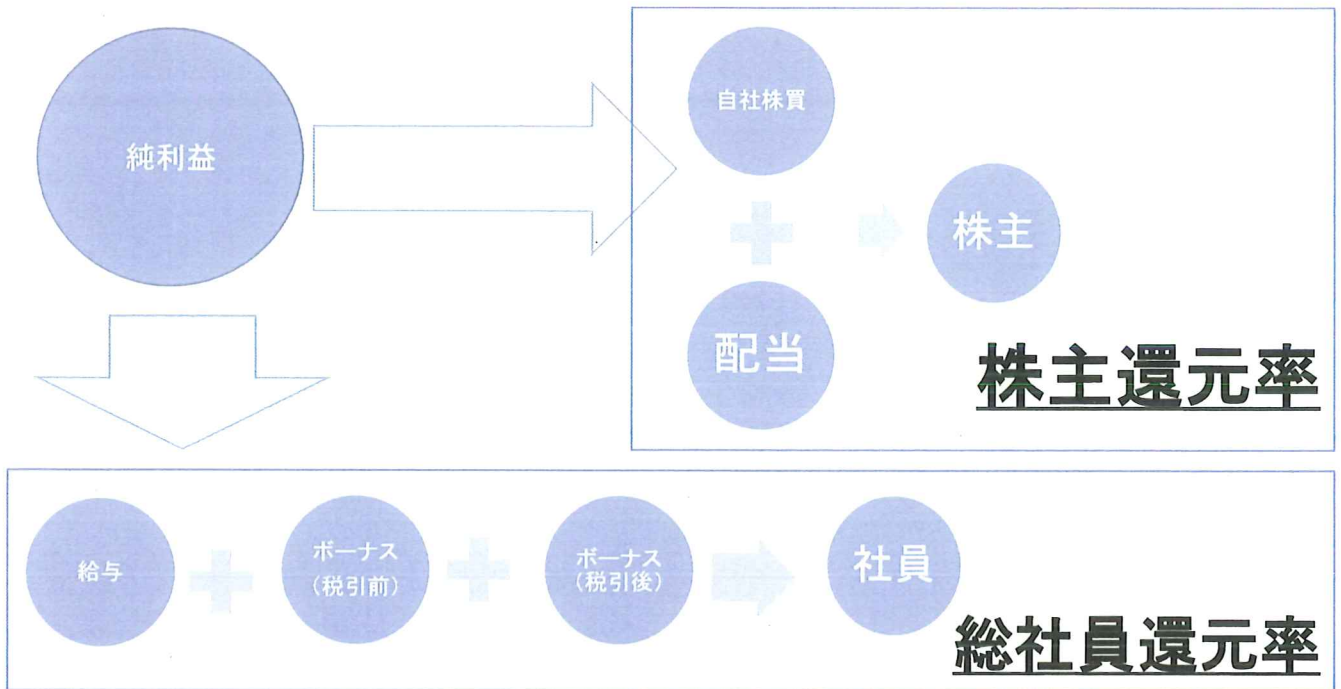 純利益
自社株買
配当
株主
株主還元率
給与
ボーナス
(税引前)
ボーナス
(税引後)
社員
総社員還元率